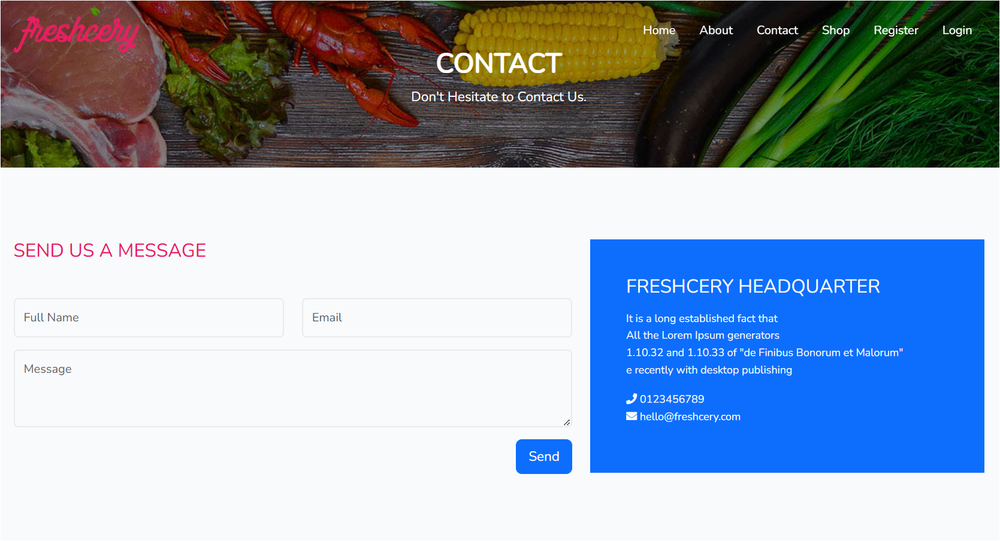 freshcery
Home About Contact Shop Register Login
CONTACT
Don't Hesitate to Contact Us.
SEND US A MESSAGE
Full Name
Email
Message
Send
FRESHCERY HEADQUARTER
It is a long established fact that
All the Lorem Ipsum generators
1.10.32 and 1.10.33 of "de Finibus Bonorum et Malorum"
e recently with desktop publishing
0123456789
hello@freshcery.com